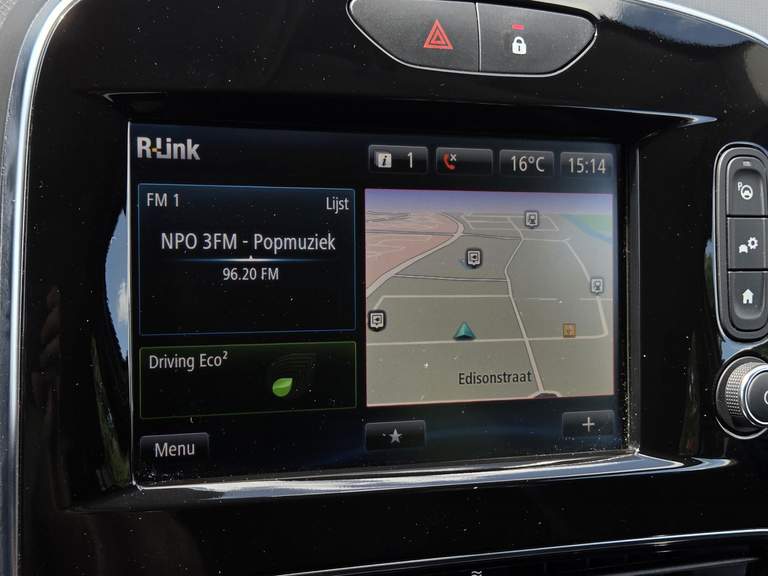 R-Link
1
16°C
15:14
FM 1
Lijst
NPO 3FM - Popmuziek
96.20 FM
Driving Eco²
Edisonstraat
Menu
+